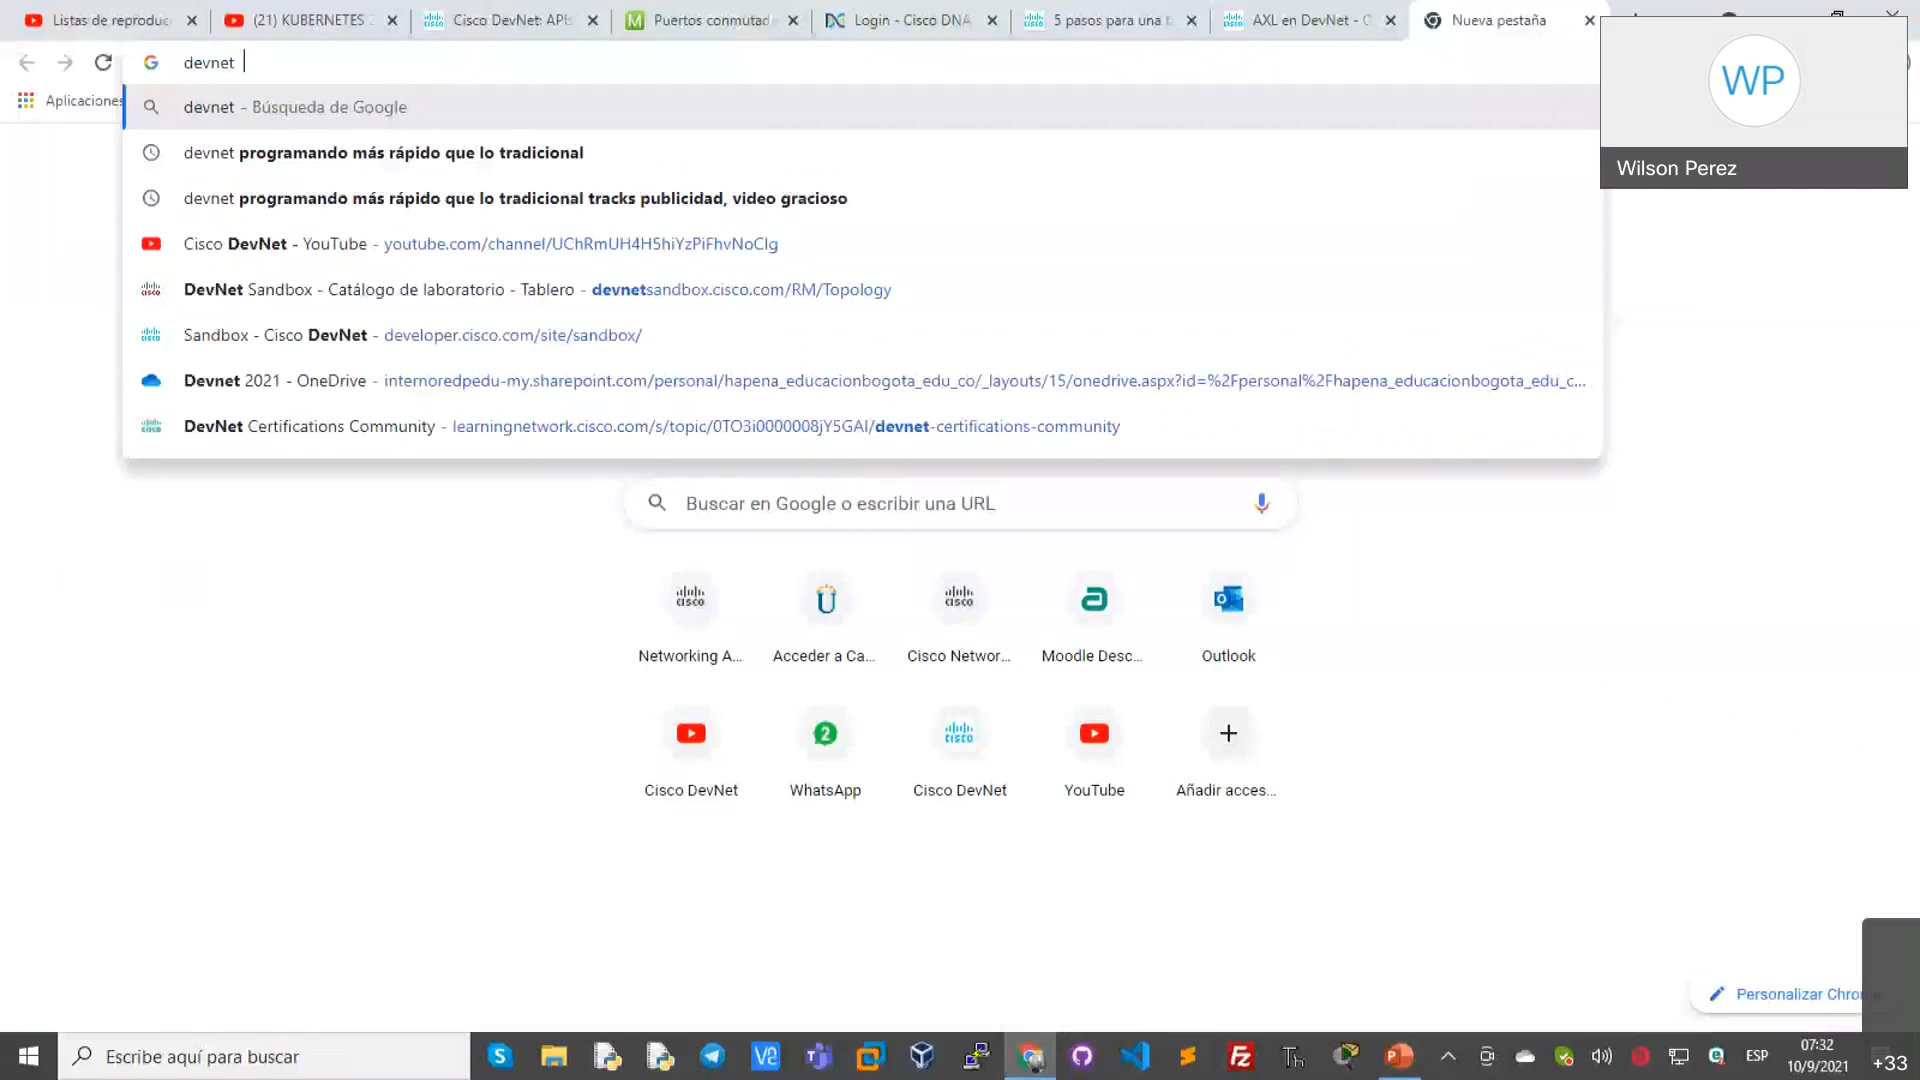 Listas de reproduc
(21) KUBERNETES 2
Cisco DevNet: APIs
Puertos conmutad
Login - Cisco DNA
5 pasos para una t
AXL en DevNet - C
Nueva pestaña
devnet
Aplicaciones
devnet - Búsqueda de Google
devnet programando más rápido que lo tradicional
devnet programando más rápido que lo tradicional tracks publicidad, video gracioso
Cisco DevNet - YouTube - youtube.com/channel/UChRmUH4H5hiYzPiFhvNoClg
DevNet Sandbox - Catálogo de laboratorio - Tablero - devnetsandbox.cisco.com/RM/Topology
Sandbox - Cisco DevNet - developer.cisco.com/site/sandbox/
Devnet 2021 - OneDrive - internoredpedu-my.sharepoint.com/personal/hapena_educacionbogota_edu_co/_layouts/15/onedrive.aspx?id=%2Fpersonal%2Fhapena_educacionbogota_edu_c...
DevNet Certifications Community - learningnetwork.cisco.com/s/topic/0TO3i0000008jY5GAI/devnet-certifications-community
WP
Wilson Perez
Buscar en Google o escribir una URL
Networking A...
Acceder a Ca...
Cisco Networ...
Moodle Desc...
Outlook
Cisco DevNet
WhatsApp
Cisco DevNet
YouTube
Añadir acces...
Personalizar Chro
Escribe aquí para buscar
ESP
07:32
10/9/2021
+33